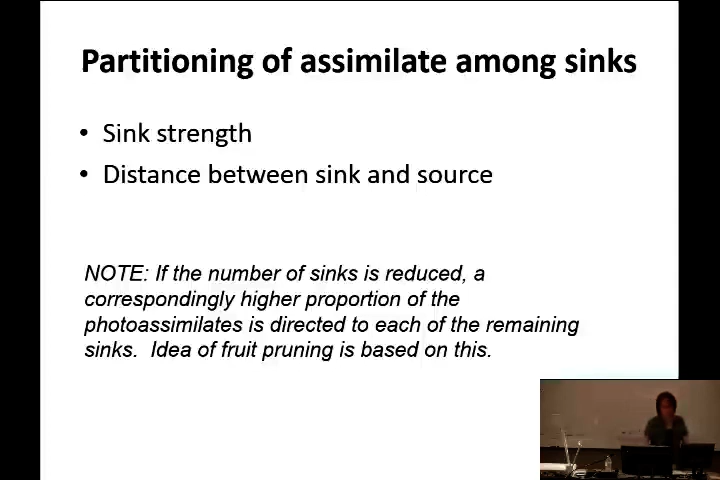 Partitioning of assimilate among sinks
• Sink strength
• Distance between sink and source
NOTE: If the number of sinks is reduced, a
correspondingly higher proportion of the
photoassimilates is directed to each of the remaining
sinks.  Idea of fruit pruning is based on this.